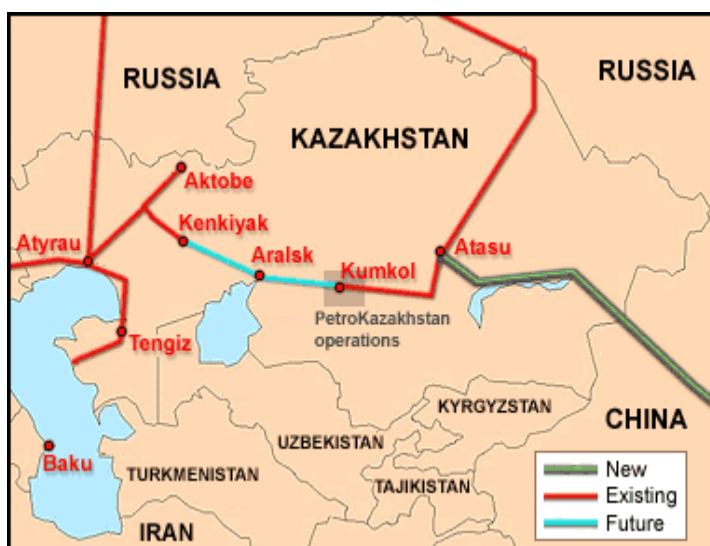 RUSSIA
RUSSIA
KAZAKHSTAN
Aktobe
Kenkiyak
Atyrau
Aralsk
Atasu
Kumkol
PetroKazakhstan
operations
Tengiz
KYRGYZSTAN
CHINA
UZBEKISTAN
Baku
TURKMENISTAN
TAJIKISTAN
IRAN
New
Existing
Future